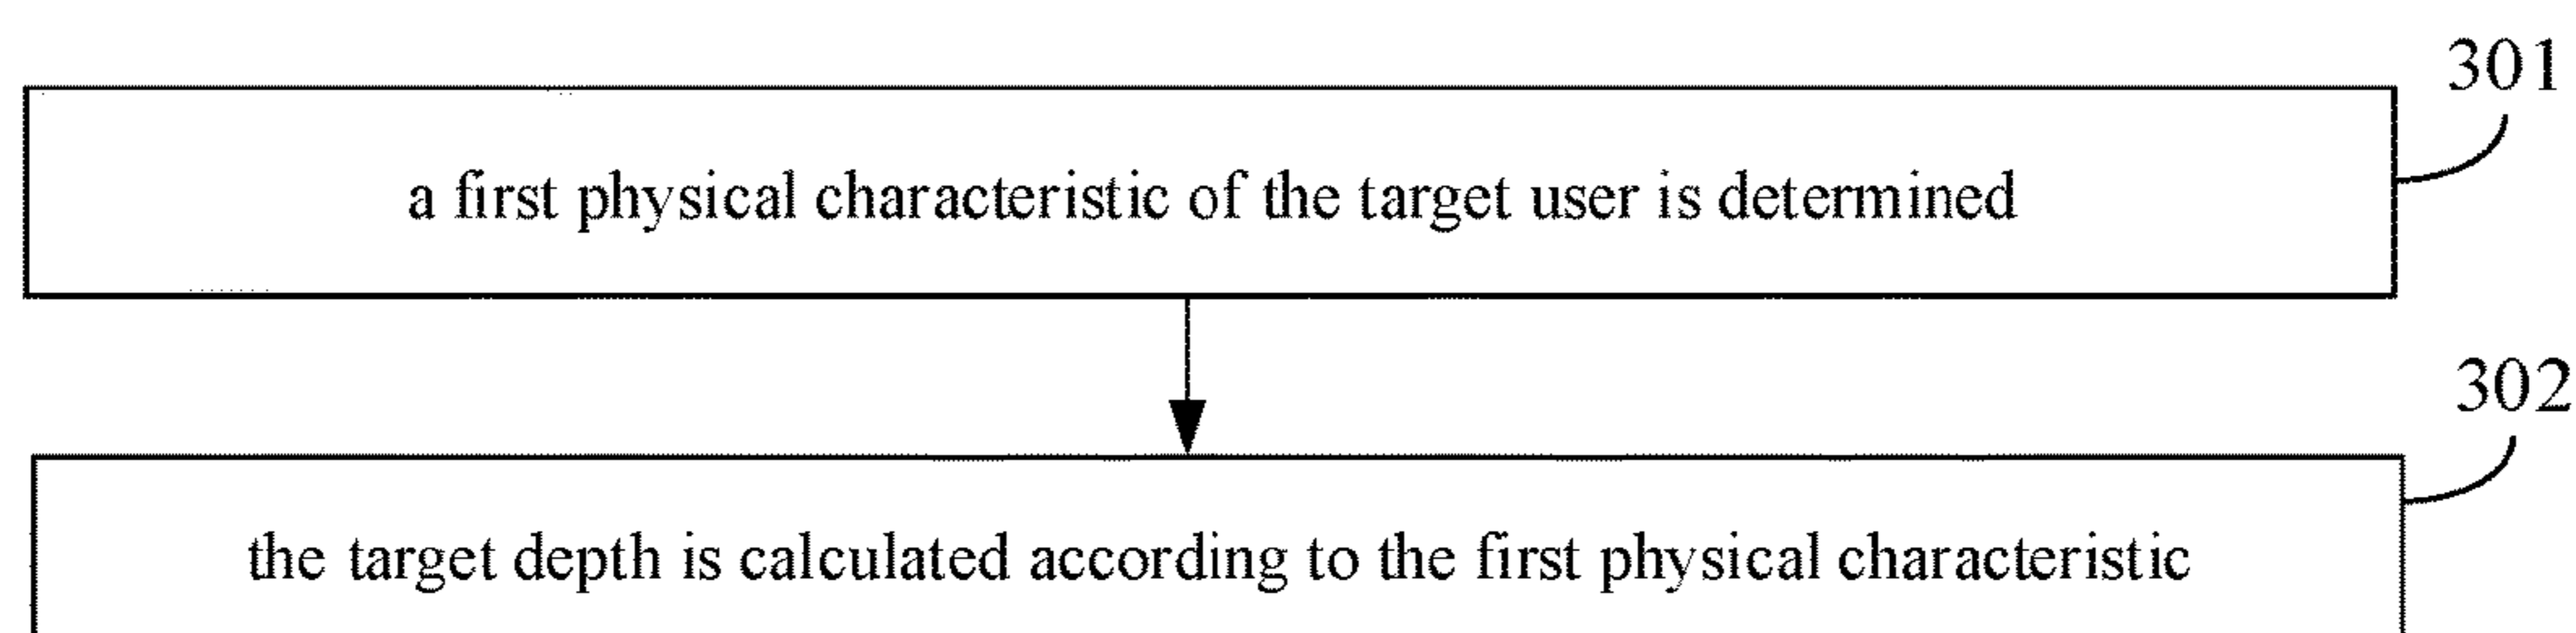 301
a first physical characteristic of the target user is determined
302
the target depth is calculated according to the first physical characteristic